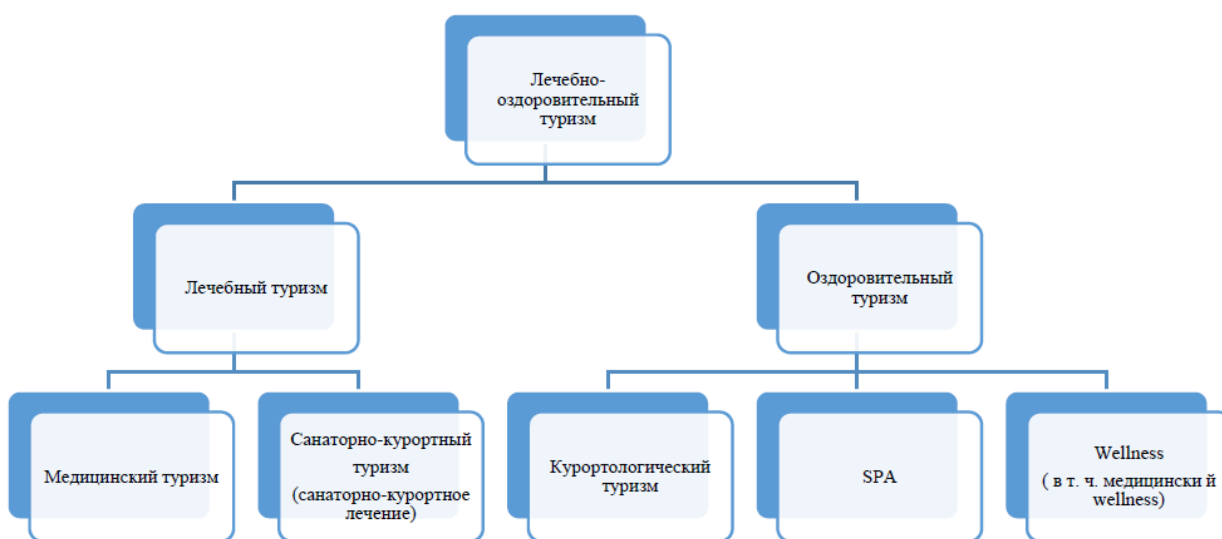 Лечебно-
оздоровительный
туризм
Лечебный туризм
Оздоровительный
туризм
Медицинский туризм
Санаторно-курортный
туризм
(санаторно-курортное
лечение)
Курортологический
туризм
SPA
Wellness
( в т. ч. медицински й
wellness)